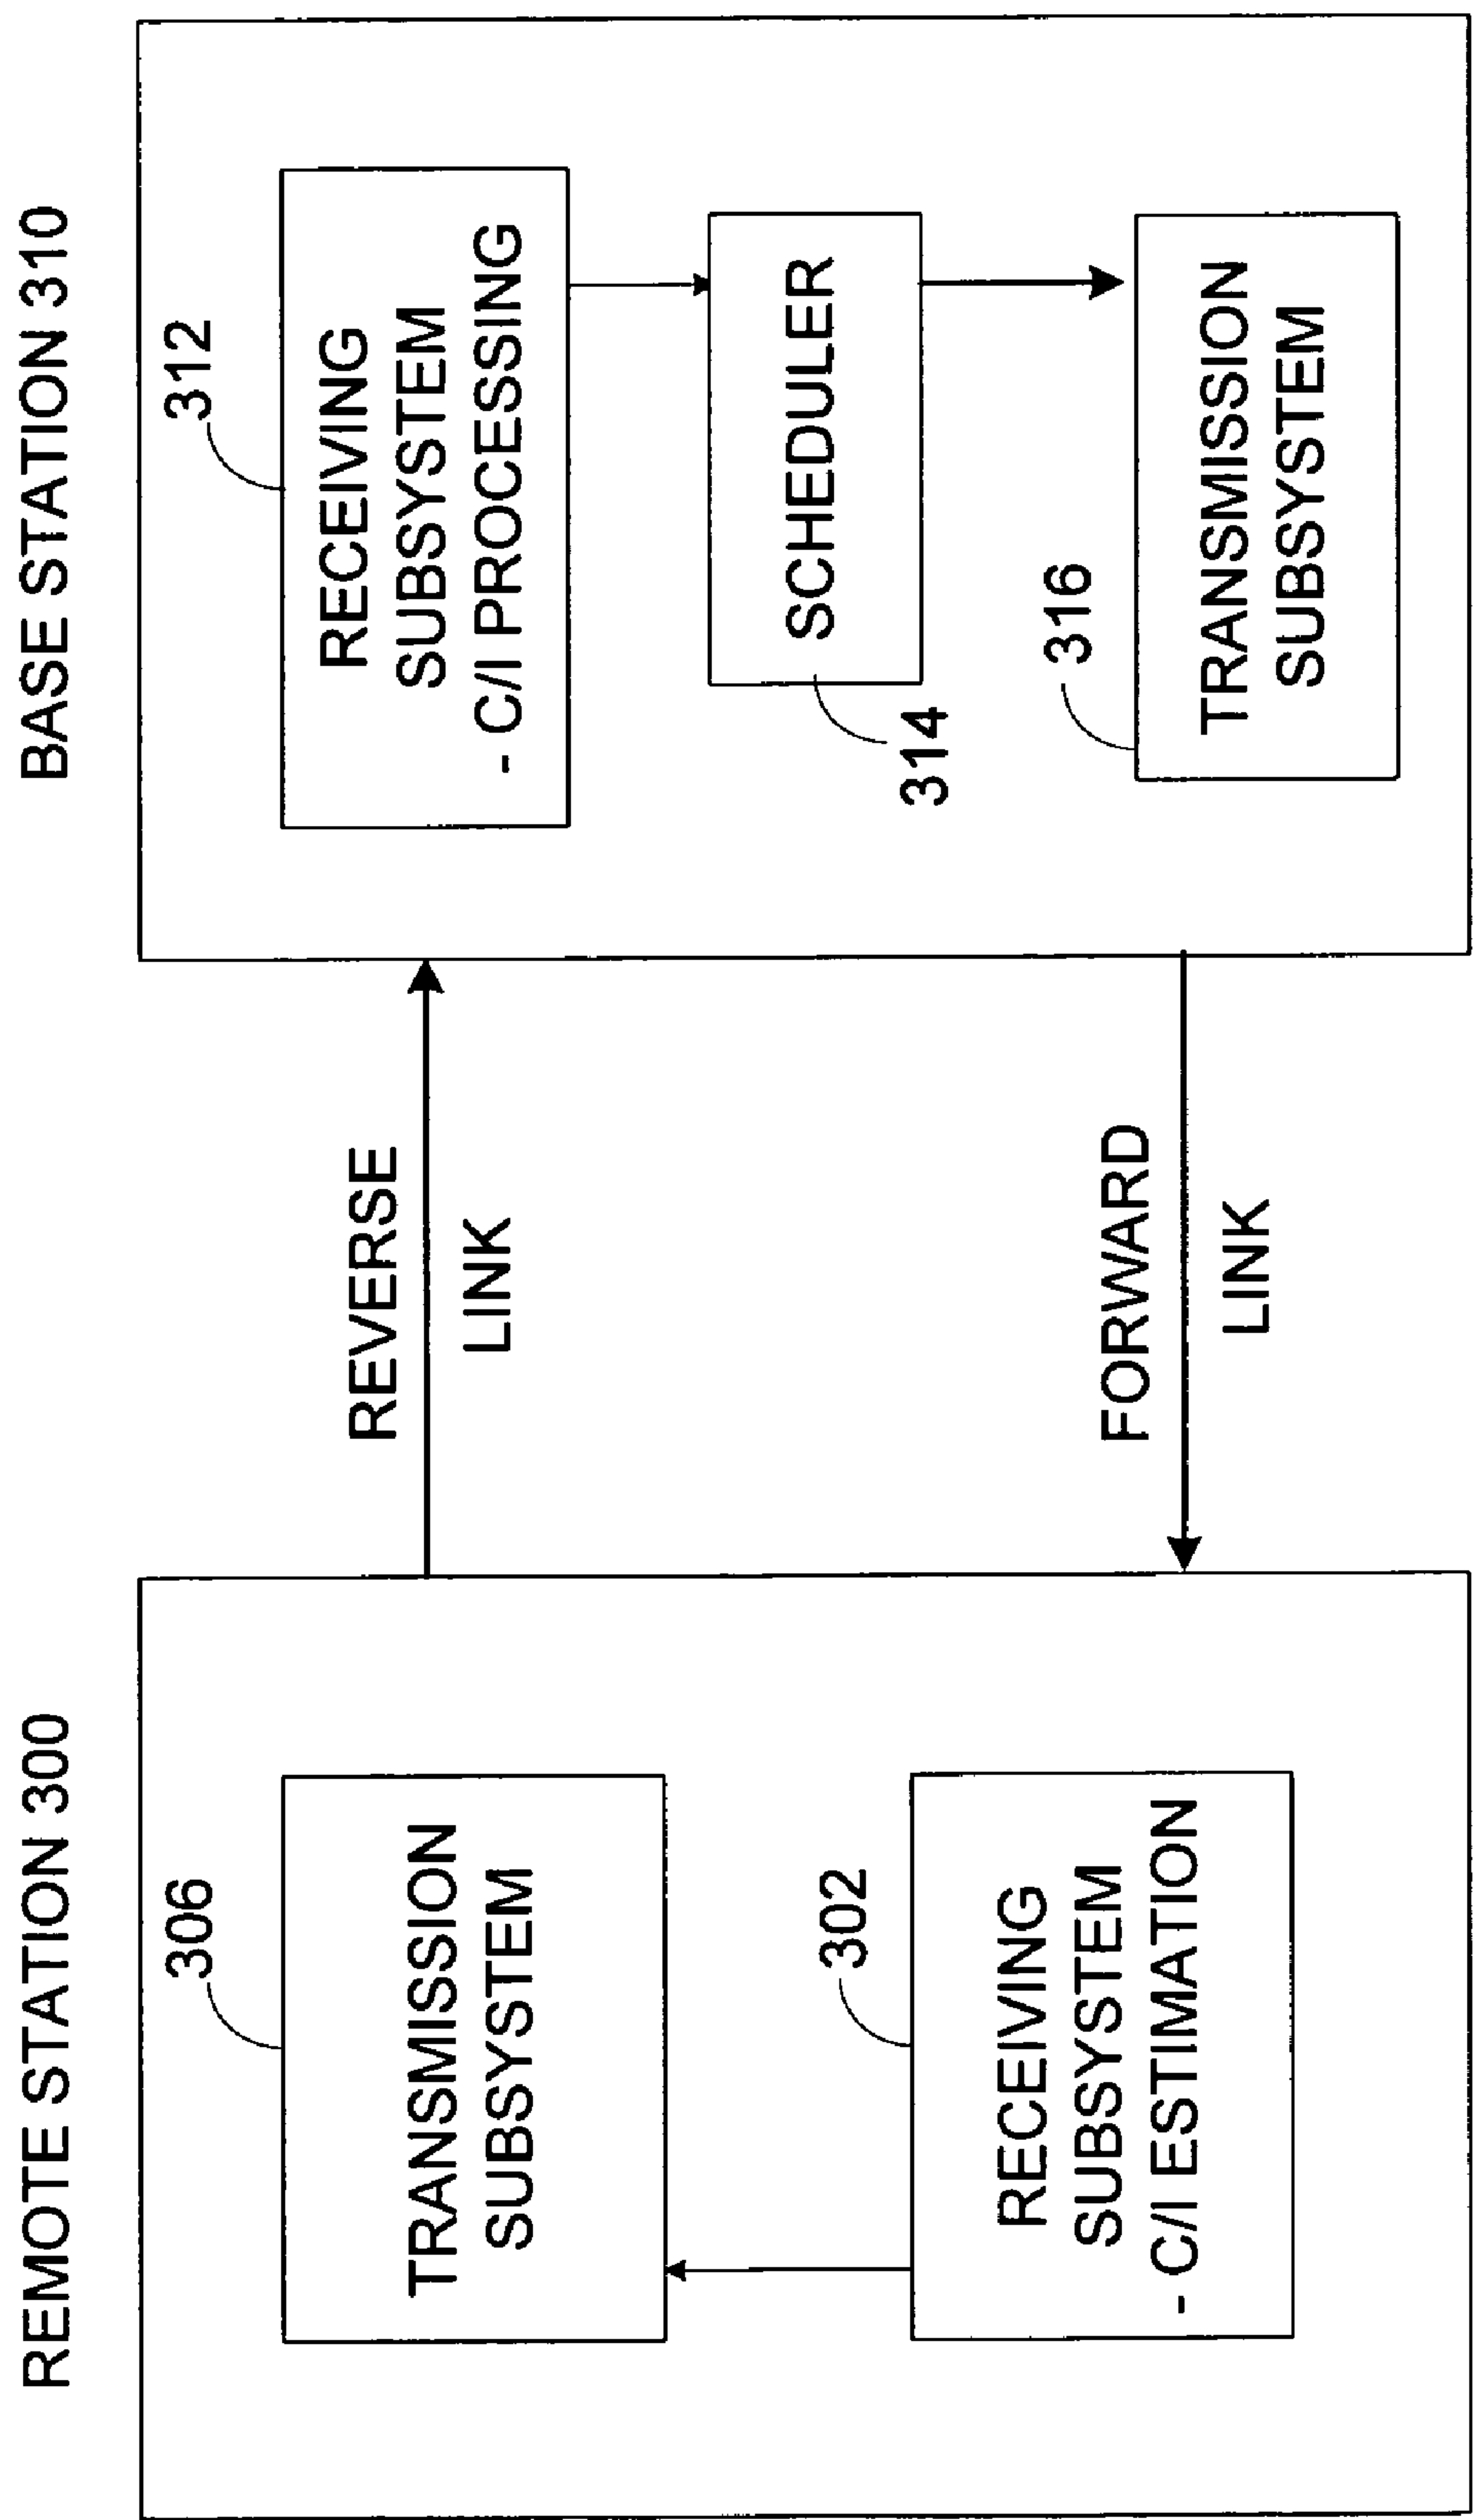 REMOTE STATION 300
306
TRANSMISSION
SUBSYSTEM
302
RECEIVING
SUBSYSTEM
- C/I ESTIMATION
REVERSE
LINK
FORWARD
LINK
BASE STATION 310
312
RECEIVING
SUBSYSTEM
- C/I PROCESSING
SCHEDULER
314
316
TRANSMISSION
SUBSYSTEM